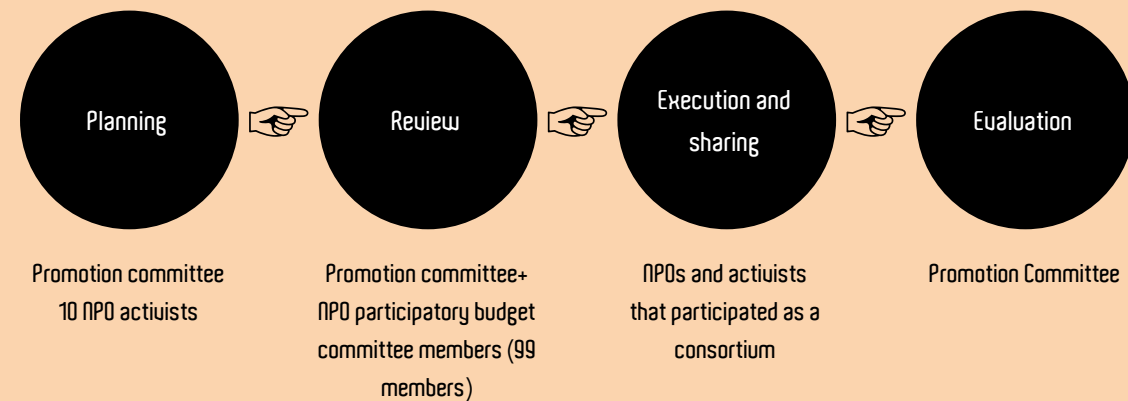 Planning
Review
Execution and
sharing
Evaluation
Promotion committee
10 NPO activists
Promotion committee+
NPO participatory budget
committee members (99
members)
NPOs and activists
that participated as a
consortium
Promotion Committee